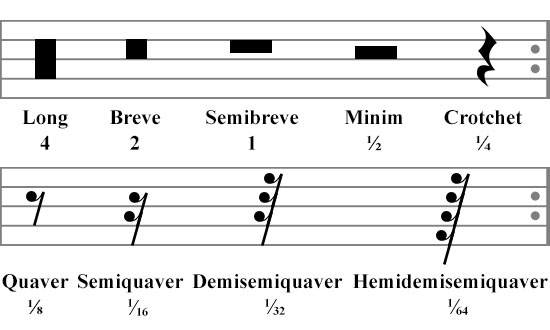 Long Breve Semibreve Minim Crotchet
4 2 1 ½ ¼
Quaver Semiquaver Demisemiquaver Hemidemisemiquaver
⅛ 1/16 1/32 1/64